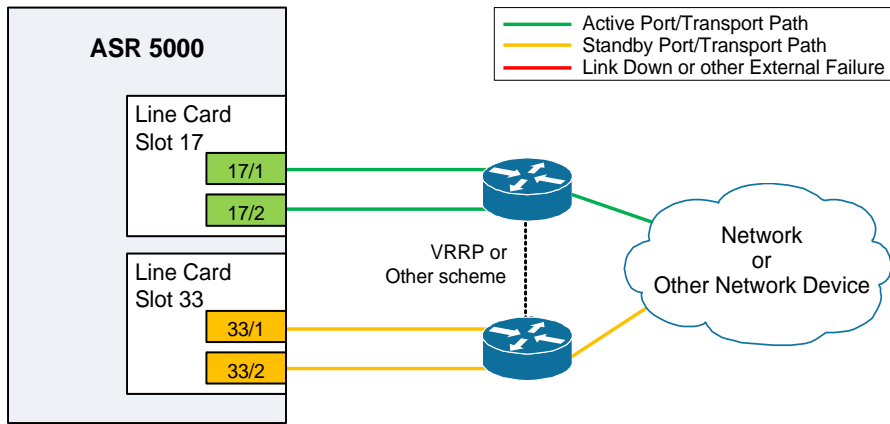 ASR 5000
Active Port/Transport Path
Standby Port/Transport Path
Link Down or other External Failure
Line Card
Slot 17
17/1
17/2
VRRP or
Other scheme
Network
or
Other Network Device
Line Card
Slot 33
33/1
33/2